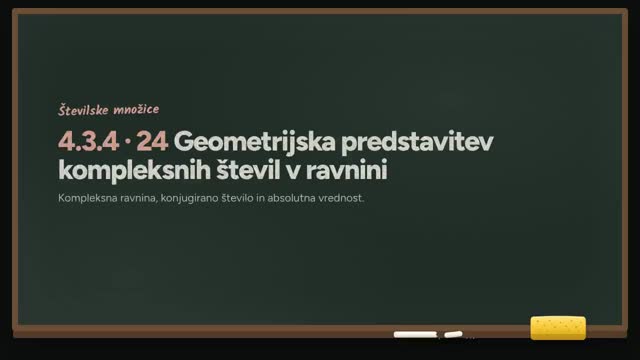 Številske množice
4.3.4 · 24 Geometrijska predstavitev
kompleksnih števil v ravnini
Kompleksna ravnina, konjugirano število in absolutna vrednost.